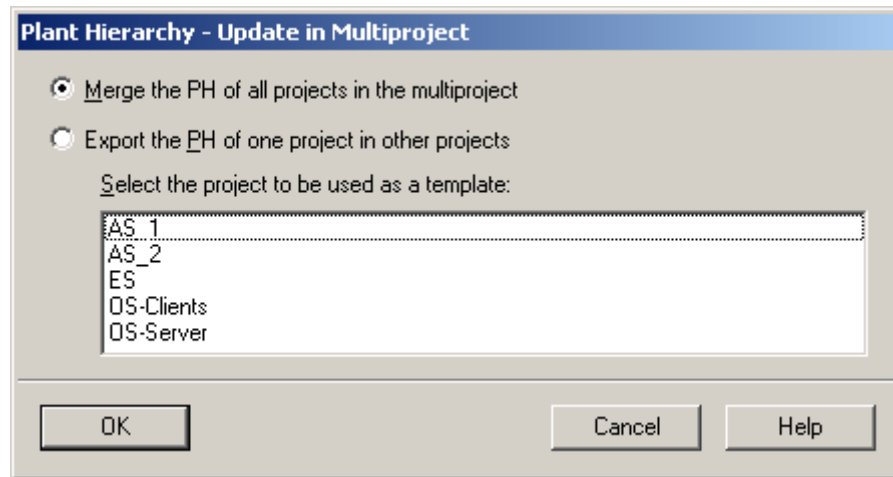 Plant Hierarchy - Update in Multiproject
Merge the PH of all projects in the multiproject
Export the PH of one project in other projects
Select the project to be used as a template:
AS_1
AS_2
ES
OS-Clients
OS-Server
OK Cancel Help